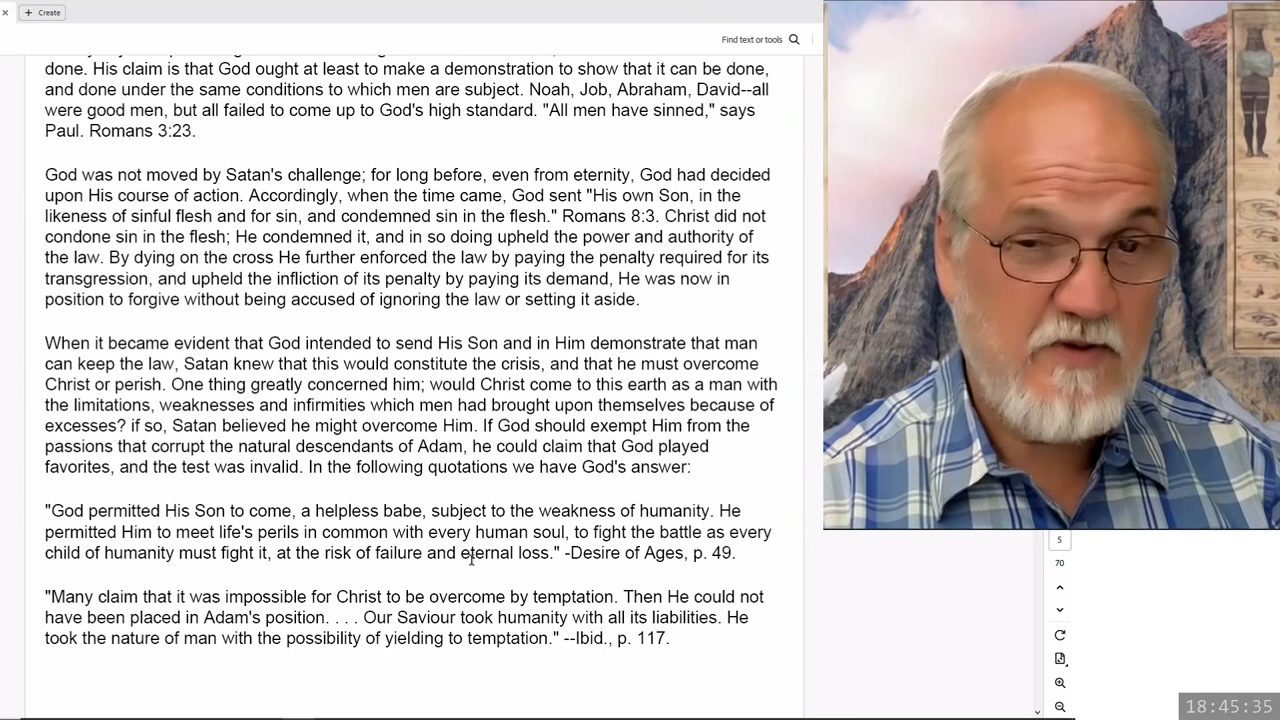 Create
Find text or tools
done. His claim is that God ought at least to make a demonstration to show that it can be done,
and done under the same conditions to which men are subject. Noah, Job, Abraham, David--all
were good men, but all failed to come up to God's high standard. "All men have sinned," says
Paul. Romans 3:23.
God was not moved by Satan's challenge; for long before, even from eternity, God had decided
upon His course of action. Accordingly, when the time came, God sent "His own Son, in the
likeness of sinful flesh and for sin, and condemned sin in the flesh." Romans 8:3. Christ did not
condone sin in the flesh; He condemned it, and in so doing upheld the power and authority of
the law. By dying on the cross He further enforced the law by paying the penalty required for its
transgression, and upheld the infliction of its penalty by paying its demand, He was now in
position to forgive without being accused of ignoring the law or setting it aside.
When it became evident that God intended to send His Son and in Him demonstrate that man
can keep the law, Satan knew that this would constitute the crisis, and that he must overcome
Christ or perish. One thing greatly concerned him; would Christ come to this earth as a man with
the limitations, weaknesses and infirmities which men had brought upon themselves because of
excesses? if so, Satan believed he might overcome Him. If God should exempt Him from the
passions that corrupt the natural descendants of Adam, he could claim that God played
favorites, and the test was invalid. In the following quotations we have God's answer:
"God permitted His Son to come, a helpless babe, subject to the weakness of humanity. He
permitted Him to meet life's perils in common with every human soul, to fight the battle as every
child of humanity must fight it, at the risk of failure and eternal loss." -Desire of Ages, p. 49.
"Many claim that it was impossible for Christ to be overcome by temptation. Then He could not
have been placed in Adam's position. . . . Our Saviour took humanity with all its liabilities. He
took the nature of man with the possibility of yielding to temptation." --Ibid., p. 117.
5
70
18:45:35